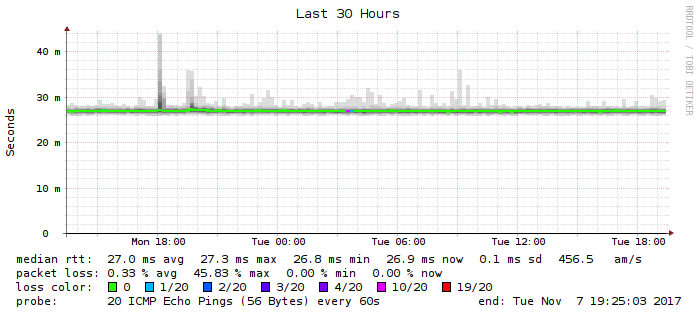 Last 30 Hours
RRDTOOL / TOBI OETIKER
Seconds
40 m
30 m
20 m
10 m
0
Mon 18:00 Tue 00:00 Tue 06:00 Tue 12:00 Tue 18:00
median rtt: 27.0 ms avg 27.3 ms max 26.8 ms min 26.9 ms now 0.1 ms sd 456.5 am/s
packet loss: 0.33 % avg 45.83 % max 0.00 % min 0.00 % now
loss color: 0 1/20 2/20 3/20 4/20 10/20 19/20
probe: 20 ICMP Echo Pings (56 Bytes) every 60s end: Tue Nov 7 19:25:03 2017